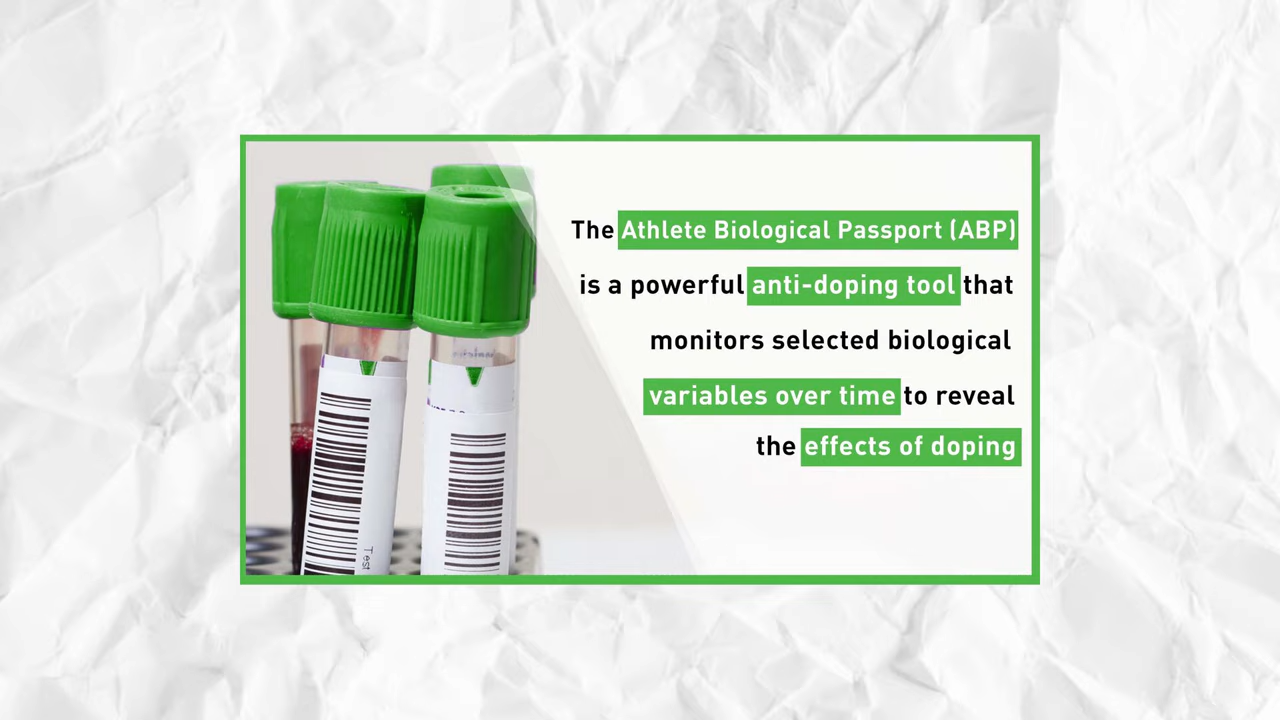 The Athlete Biological Passport (ABP)
is a powerful anti-doping tool that
monitors selected biological
variables over time to reveal
the effects of doping
Test